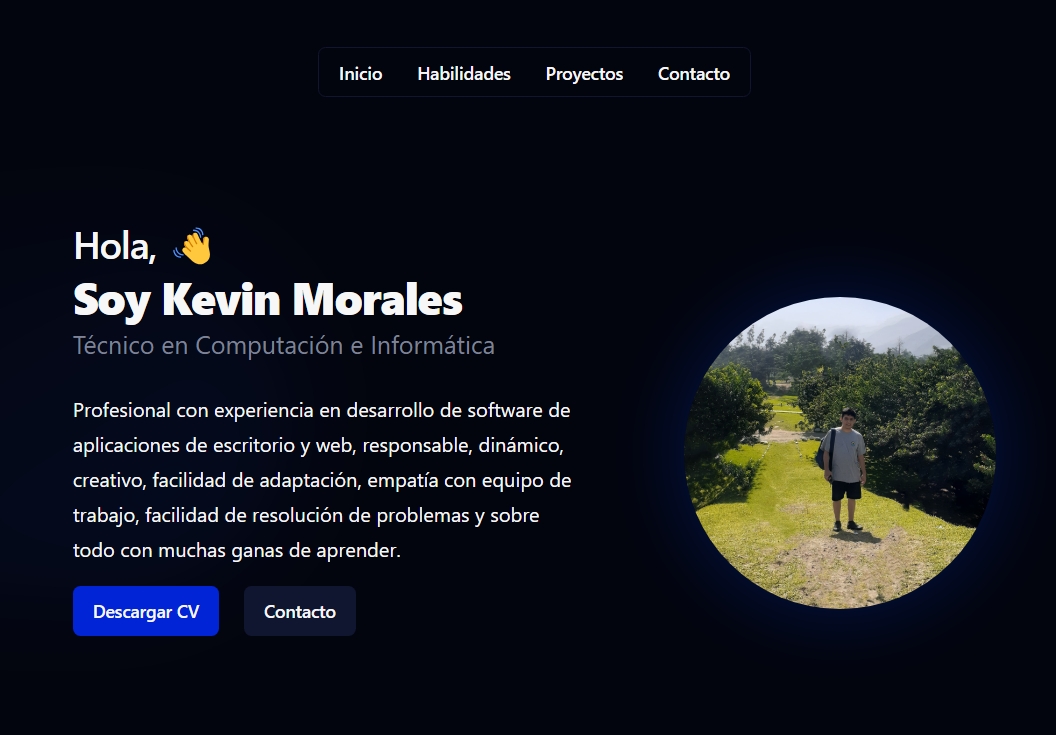 Inicio Habilidades Proyectos Contacto
Hola, 👋
Soy Kevin Morales
Técnico en Computación e Informática
Profesional con experiencia en desarrollo de software de
aplicaciones de escritorio y web, responsable, dinámico,
creativo, facilidad de adaptación, empatía con equipo de
trabajo, facilidad de resolución de problemas y sobre
todo con muchas ganas de aprender.
Descargar CV Contacto